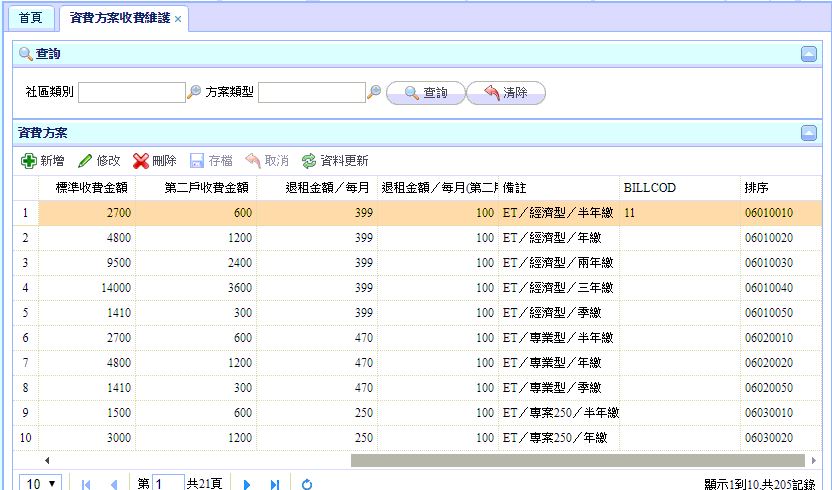 首頁 資費方案收費維護 ×
查詢
社區類別 方案類型 查詢 清除
資費方案
新增 修改 刪除 存檔 取消 資料更新
標準收費金額 第二戶收費金額 退租金額／每月 退租金額／每月(第二戶 備註 BILLCOD 排序
1 2700 600 399 100 ET／經濟型／半年繳 11 06010010
2 4800 1200 399 100 ET／經濟型／年繳 06010020
3 9500 2400 399 100 ET／經濟型／兩年繳 06010030
4 14000 3600 399 100 ET／經濟型／三年繳 06010040
5 1410 300 399 100 ET／經濟型／季繳 06010050
6 2700 600 470 100 ET／專業型／半年繳 06020010
7 4800 1200 470 100 ET／專業型／年繳 06020020
8 1410 300 470 100 ET／專業型／季繳 06020050
9 1500 600 250 100 ET／專案250／半年繳 06030010
10 3000 1200 250 100 ET／專案250／年繳 06030020
10 第 1 共21頁 顯示1到10,共205記錄